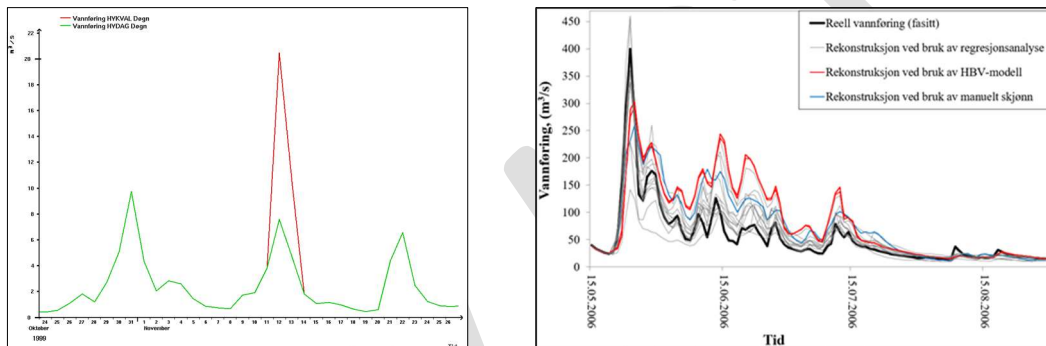 Vannføring HYKVAL Døgn
Vannføring HYDAG Døgn
m³/s
22
20
18
16
14
12
10
8
6
4
2
0
24 25 26 27 28 29 30 31 1 2 3 4 5 6 7 8 9 10 11 12 13 14 15 16 17 18 19 20 21 22 23 24 25 26
Oktober November
1999
Reell vannføring (fasitt)
Rekonstruksjon ved bruk av regresjonsanalyse
Rekonstruksjon ved bruk av HBV-modell
Rekonstruksjon ved bruk av manuelt skjønn
Vannføring, (m³/s)
450
400
350
300
250
200
150
100
50
0
15.05.2006
15.06.2006
15.07.2006
15.08.2006
Tid